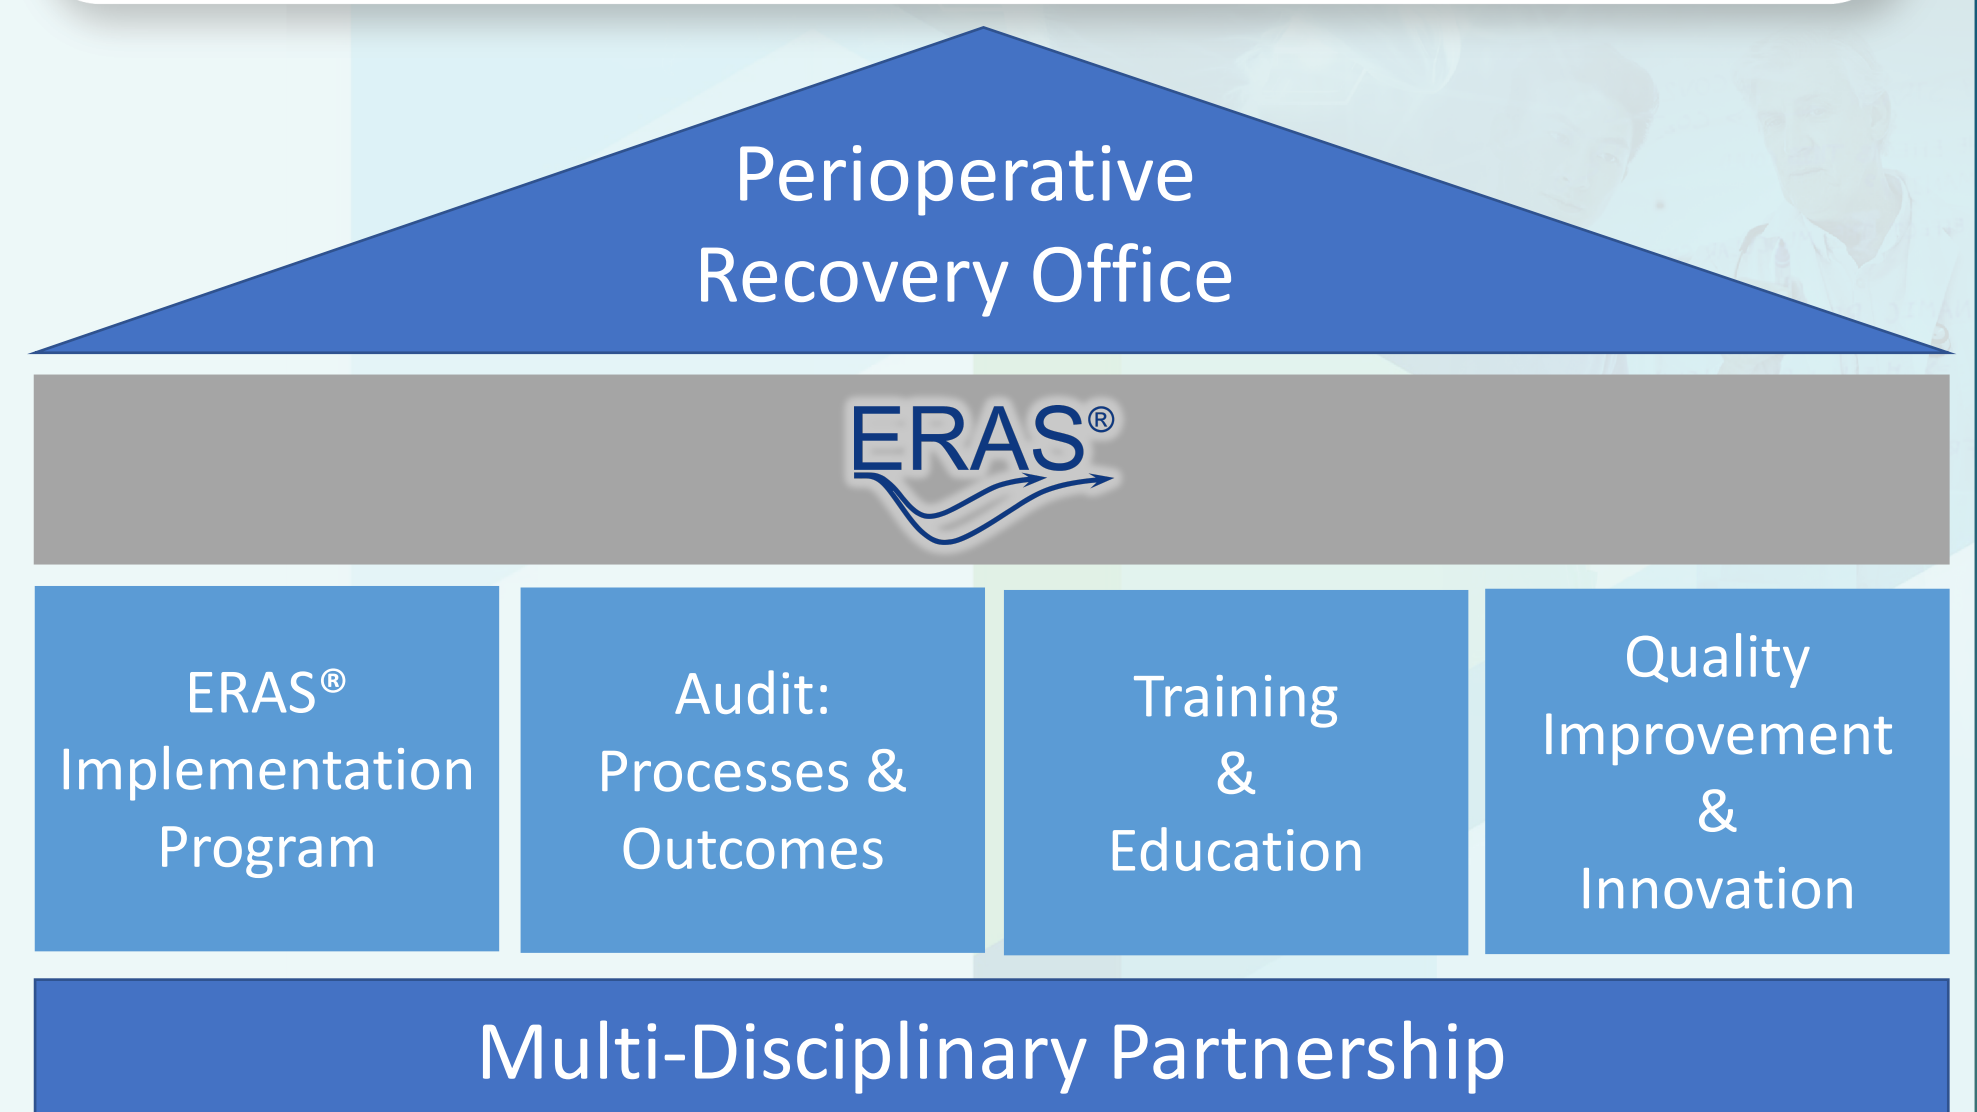 Perioperative
Recovery Office
ERAS®
ERAS®
Implementation
Program
Audit:
Processes &
Outcomes
Training
&
Education
Quality
Improvement
&
Innovation
Multi-Disciplinary Partnership